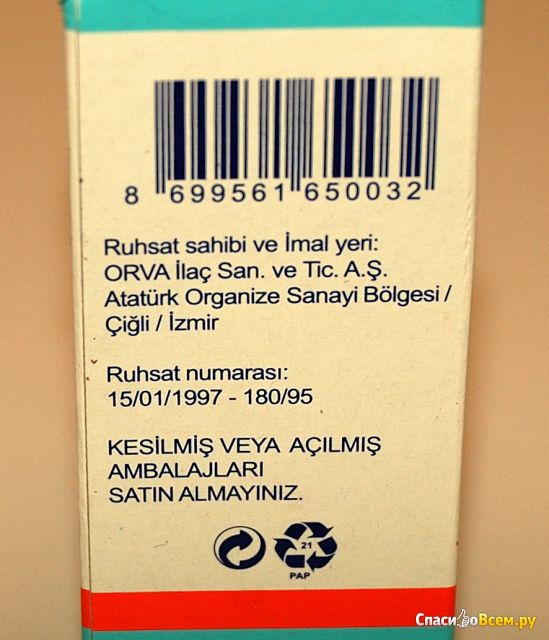 8 699561 650032
Ruhsat sahibi ve İmal yeri:
ORVA İlaç San. ve Tic. A.Ş.
Atatürk Organize Sanayi Bölgesi /
Çiğli / İzmir
Ruhsat numarası:
15/01/1997 - 180/95
KESİLMİŞ VEYA AÇILMIŞ
AMBALAJLARI
SATIN ALMAYINIZ.
21
PAP
СпасибоВсем.ру